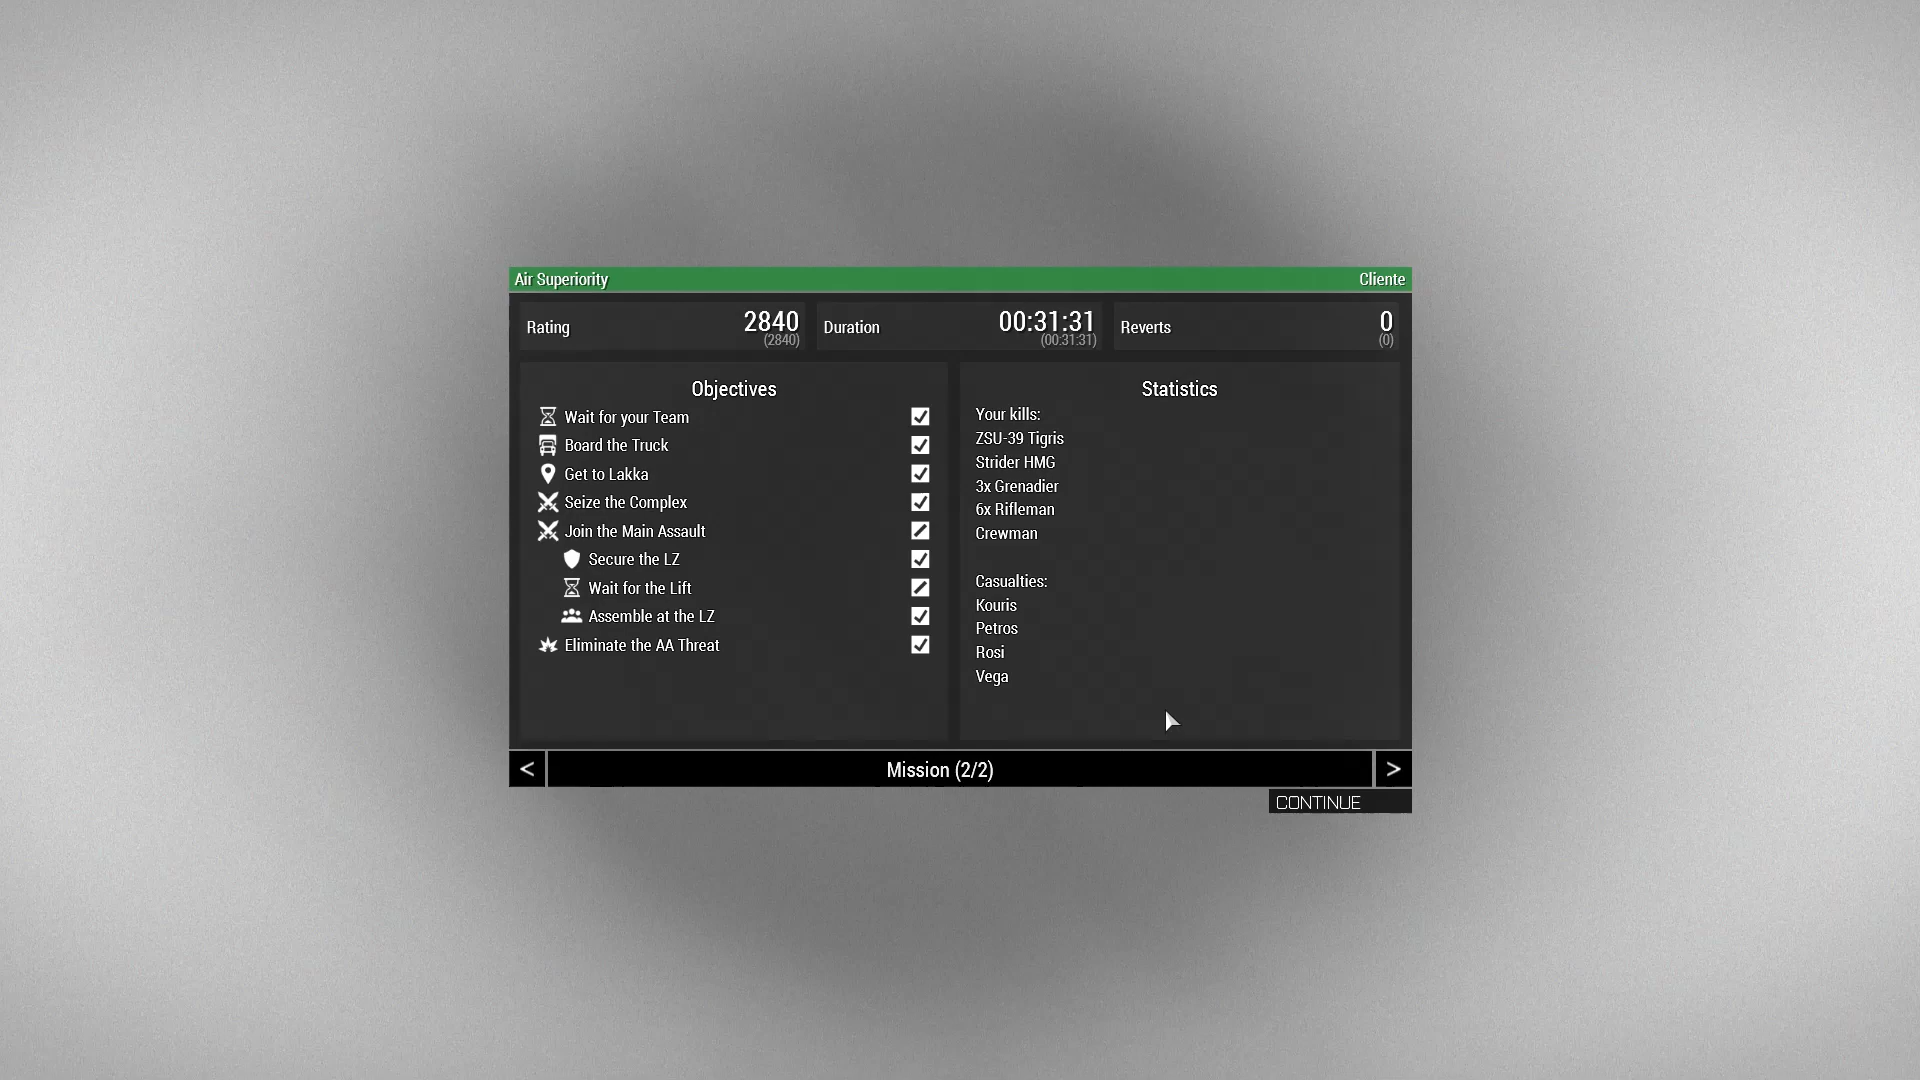 Air Superiority Cliente
Rating 2840 (2840)
Duration 00:31:31 (00:31:31)
Reverts 0 (0)
Objectives
Wait for your Team
Board the Truck
Get to Lakka
Seize the Complex
Join the Main Assault
Secure the LZ
Wait for the Lift
Assemble at the LZ
Eliminate the AA Threat
Statistics
Your kills:
ZSU-39 Tigris
Strider HMG
3x Grenadier
6x Rifleman
Crewman
Casualties:
Kouris
Petros
Rosi
Vega
< Mission (2/2) >
CONTINUE